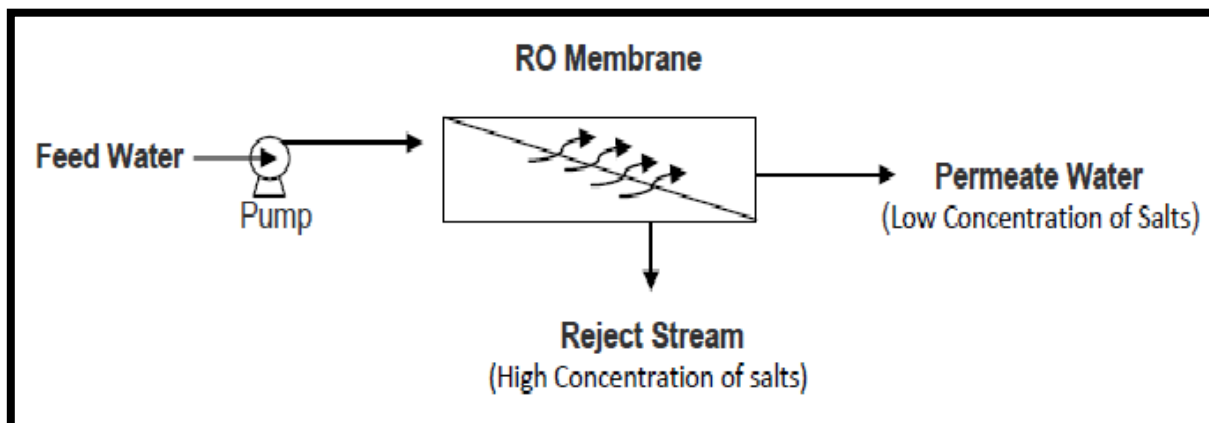 RO Membrane
Feed Water
Pump
Permeate Water
(Low Concentration of Salts)
Reject Stream
(High Concentration of salts)